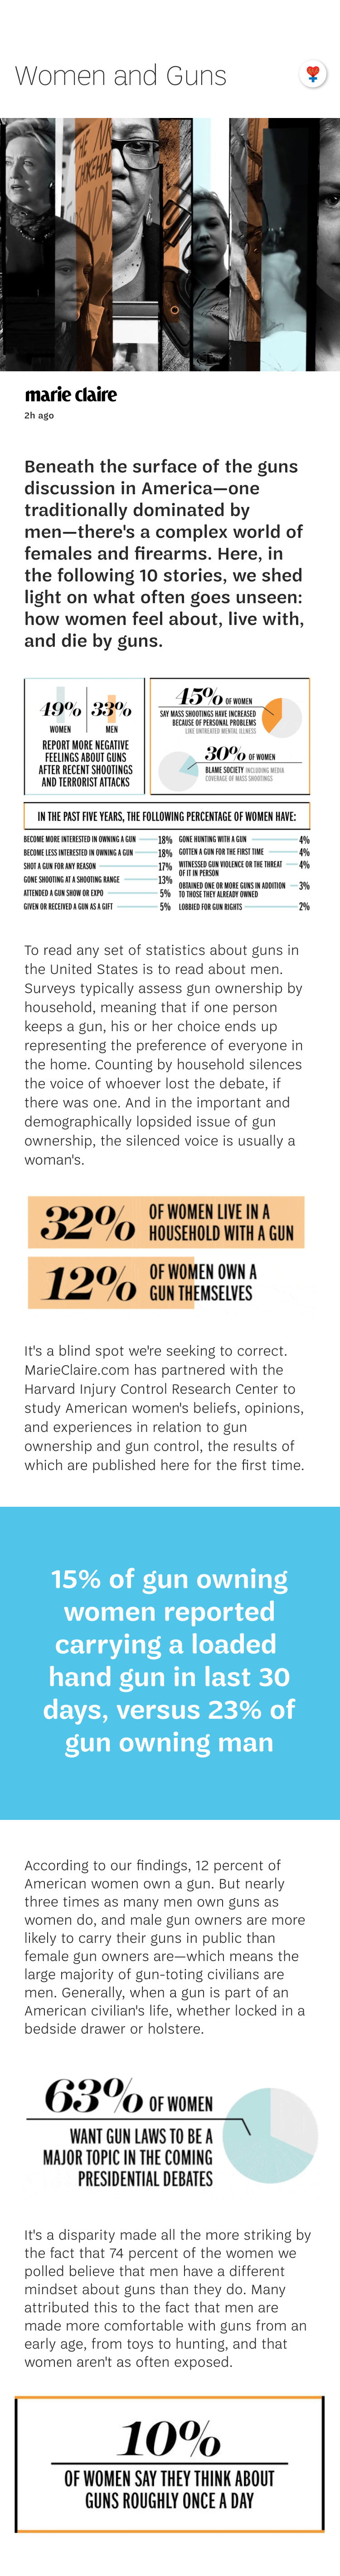 Women and Guns
marie claire
2h ago
Beneath the surface of the guns
discussion in America—one
traditionally dominated by
men—there's a complex world of
females and firearms. Here, in
the following 10 stories, we shed
light on what often goes unseen:
how women feel about, live with,
and die by guns.
49% 33%
WOMEN MEN
REPORT MORE NEGATIVE
FEELINGS ABOUT GUNS
AFTER RECENT SHOOTINGS
AND TERRORIST ATTACKS
45% OF WOMEN
SAY MASS SHOOTINGS HAVE INCREASED
BECAUSE OF PERSONAL PROBLEMS
LIKE UNTREATED MENTAL ILLNESS
30% OF WOMEN
BLAME SOCIETY INCLUDING MEDIA
COVERAGE OF MASS SHOOTINGS
IN THE PAST FIVE YEARS, THE FOLLOWING PERCENTAGE OF WOMEN HAVE:
BECOME MORE INTERESTED IN OWNING A GUN 18%
BECOME LESS INTERESTED IN OWNING A GUN 18%
SHOT A GUN FOR ANY REASON 17%
GONE SHOOTING AT A SHOOTING RANGE 13%
ATTENDED A GUN SHOW OR EXPO 5%
GIVEN OR RECEIVED A GUN AS A GIFT 5%
GONE HUNTING WITH A GUN 4%
GOTTEN A GUN FOR THE FIRST TIME 4%
WITNESSED GUN VIOLENCE OR THE THREAT 4%
OF IT IN PERSON
OBTAINED ONE OR MORE GUNS IN ADDITION 3%
TO THOSE THEY ALREADY OWNED
LOBBIED FOR GUN RIGHTS 2%
To read any set of statistics about guns in
the United States is to read about men.
Surveys typically assess gun ownership by
household, meaning that if one person
keeps a gun, his or her choice ends up
representing the preference of everyone in
the home. Counting by household silences
the voice of whoever lost the debate, if
there was one. And in the important and
demographically lopsided issue of gun
ownership, the silenced voice is usually a
woman's.
32% OF WOMEN LIVE IN A
HOUSEHOLD WITH A GUN
12% OF WOMEN OWN A
GUN THEMSELVES
It's a blind spot we're seeking to correct.
MarieClaire.com has partnered with the
Harvard Injury Control Research Center to
study American women's beliefs, opinions,
and experiences in relation to gun
ownership and gun control, the results of
which are published here for the first time.
15% of gun owning
women reported
carrying a loaded
hand gun in last 30
days, versus 23% of
gun owning man
According to our findings, 12 percent of
American women own a gun. But nearly
three times as many men own guns as
women do, and male gun owners are more
likely to carry their guns in public than
female gun owners are—which means the
large majority of gun-toting civilians are
men. Generally, when a gun is part of an
American civilian's life, whether locked in a
bedside drawer or holstere.
63% OF WOMEN
WANT GUN LAWS TO BE A
MAJOR TOPIC IN THE COMING
PRESIDENTIAL DEBATES
It's a disparity made all the more striking by
the fact that 74 percent of the women we
polled believe that men have a different
mindset about guns than they do. Many
attributed this to the fact that men are
made more comfortable with guns from an
early age, from toys to hunting, and that
women aren't as often exposed.
10%
OF WOMEN SAY THEY THINK ABOUT
GUNS ROUGHLY ONCE A DAY